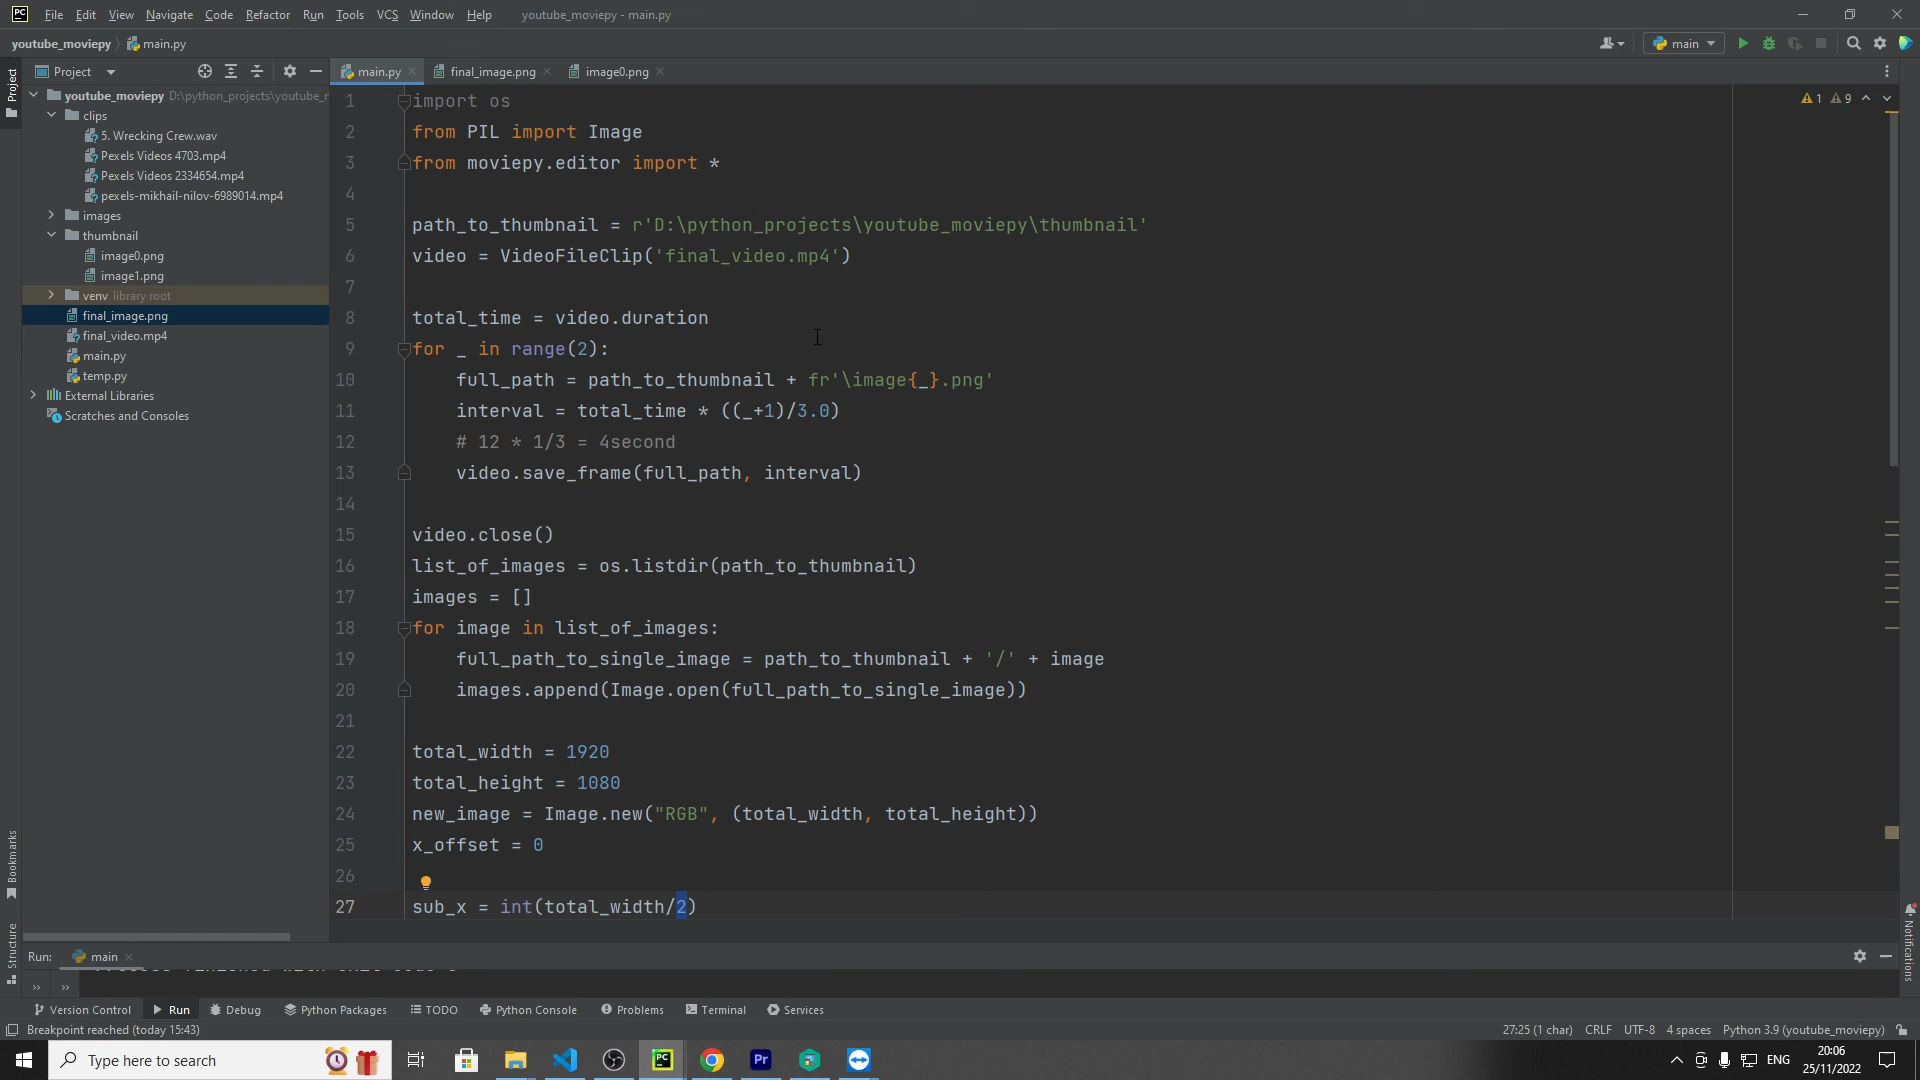 PC File Edit View Navigate Code Refactor Run Tools VCS Window Help youtube_moviepy - main.py
youtube_moviepy main.py main
Project main.py final_image.png image0.png
Project
youtube_moviepy D:\python_projects\youtube_r
clips
5. Wrecking Crew.wav
Pexels Videos 4703.mp4
Pexels Videos 2334654.mp4
pexels-mikhail-nilov-6989014.mp4
images
thumbnail
image0.png
image1.png
venv library root
final_image.png
final_video.mp4
main.py
temp.py
External Libraries
Scratches and Consoles
Bookmarks
Structure
1 9
1 import os
2 from PIL import Image
3 from moviepy.editor import *
4
5 path_to_thumbnail = r'D:\python_projects\youtube_moviepy\thumbnail'
6 video = VideoFileClip('final_video.mp4')
7
8 total_time = video.duration
9 for _ in range(2):
10 full_path = path_to_thumbnail + fr'\image{_}.png'
11 interval = total_time * ((_+1)/3.0)
12 # 12 * 1/3 = 4second
13 video.save_frame(full_path, interval)
14
15 video.close()
16 list_of_images = os.listdir(path_to_thumbnail)
17 images = []
18 for image in list_of_images:
19 full_path_to_single_image = path_to_thumbnail + '/' + image
20 images.append(Image.open(full_path_to_single_image))
21
22 total_width = 1920
23 total_height = 1080
24 new_image = Image.new("RGB", (total_width, total_height))
25 x_offset = 0
26
27 sub_x = int(total_width/2)
Notifications
Run: main
Version Control Run Debug Python Packages TODO Python Console Problems Terminal Services
Breakpoint reached (today 15:43) 27:25 (1 char) CRLF UTF-8 4 spaces Python 3.9 (youtube_moviepy)
Type here to search PC Pr ENG 20:06
25/11/2022